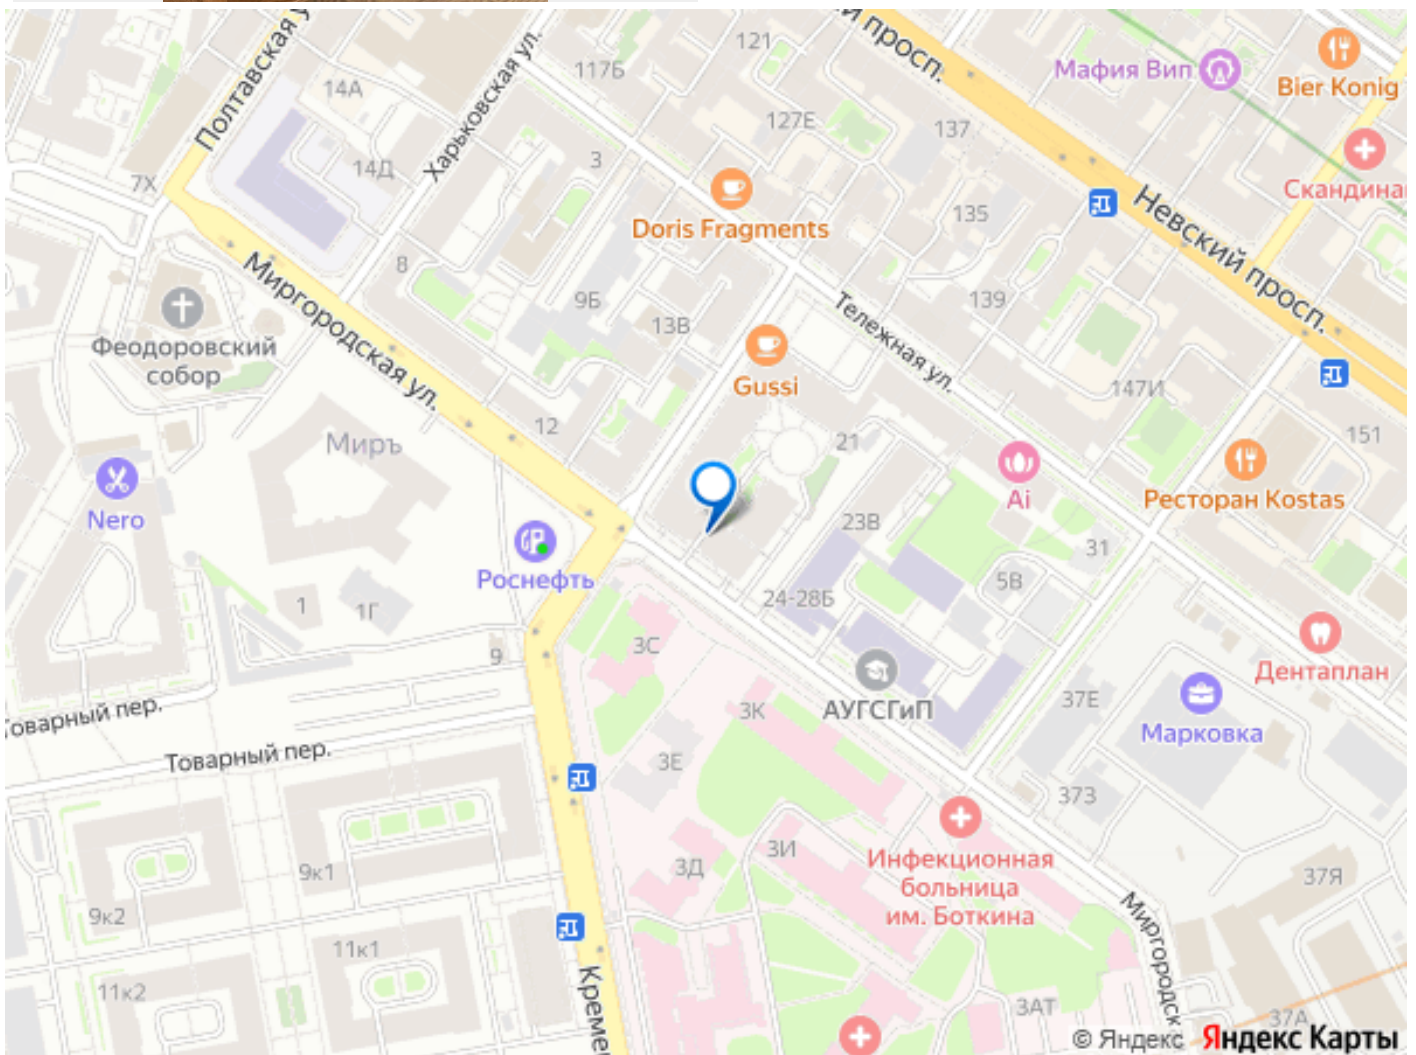 Полтавская у
Харьковская ул.
117Б
121
й просп.
Мафия Вип
Bier Konig
14А
127Е
137
14Д
3
7Х
Скандина
Doris Fragments
135
Невский просп.
8
Миргородская ул.
9Б
13В
139
Тележная ул.
Феодоровский
собор
Gussi
147И
12
Миръ
21
151
Ai
Ресторан Kostas
Nero
23В
31
Роснефть
5В
1
1Г
24-28Б
3С
9
Дентаплан
3К
АУГСГиП
37Е
Марковка
Товарный пер.
Товарный пер.
3Е
373
Инфекционная
больница
им. Боткина
3И
3Д
9к1
37Я
9к2
Миргородск
11к1
11к2
Кремен
3АТ
37А
© Яндекс Яндекс Карты